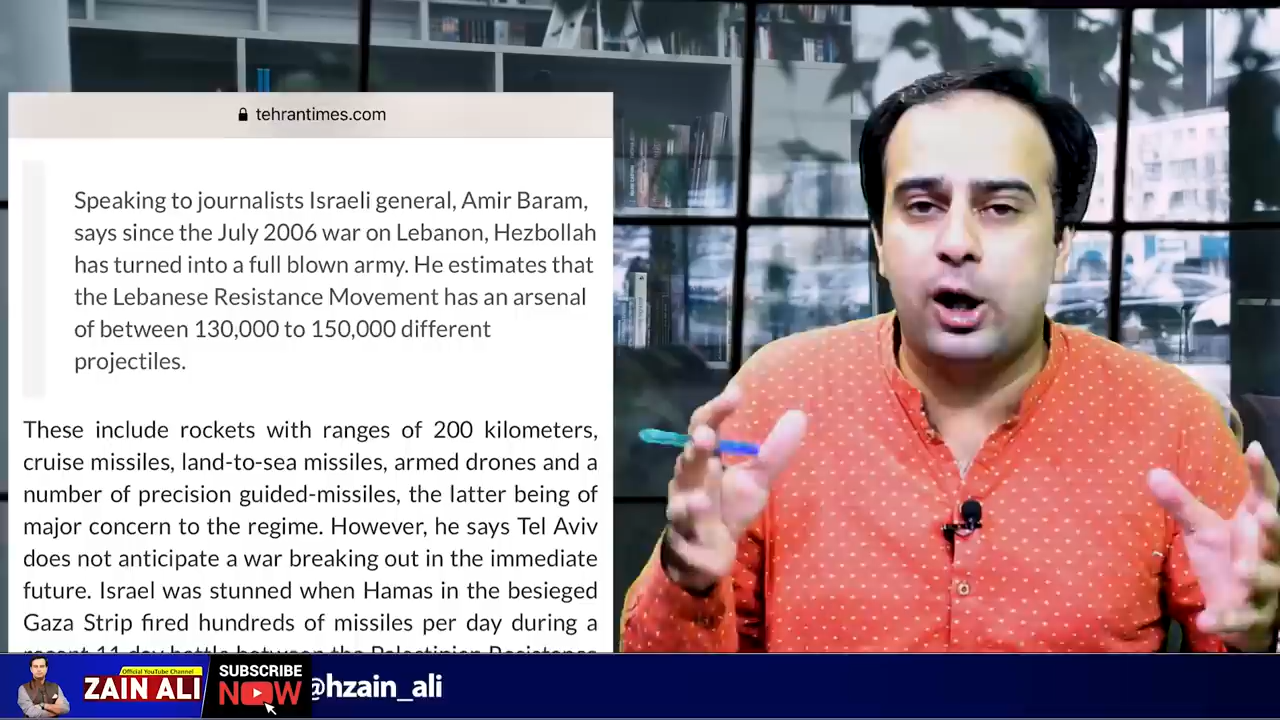 tehrantimes.com
Speaking to journalists Israeli general, Amir Baram,
says since the July 2006 war on Lebanon, Hezbollah
has turned into a full blown army. He estimates that
the Lebanese Resistance Movement has an arsenal
of between 130,000 to 150,000 different
projectiles.
These include rockets with ranges of 200 kilometers,
cruise missiles, land-to-sea missiles, armed drones and a
number of precision guided-missiles, the latter being of
major concern to the regime. However, he says Tel Aviv
does not anticipate a war breaking out in the immediate
future. Israel was stunned when Hamas in the besieged
Gaza Strip fired hundreds of missiles per day during a
Official YouTube Channel
ZAIN ALI
SUBSCRIBE
NOW
@hzain_ali